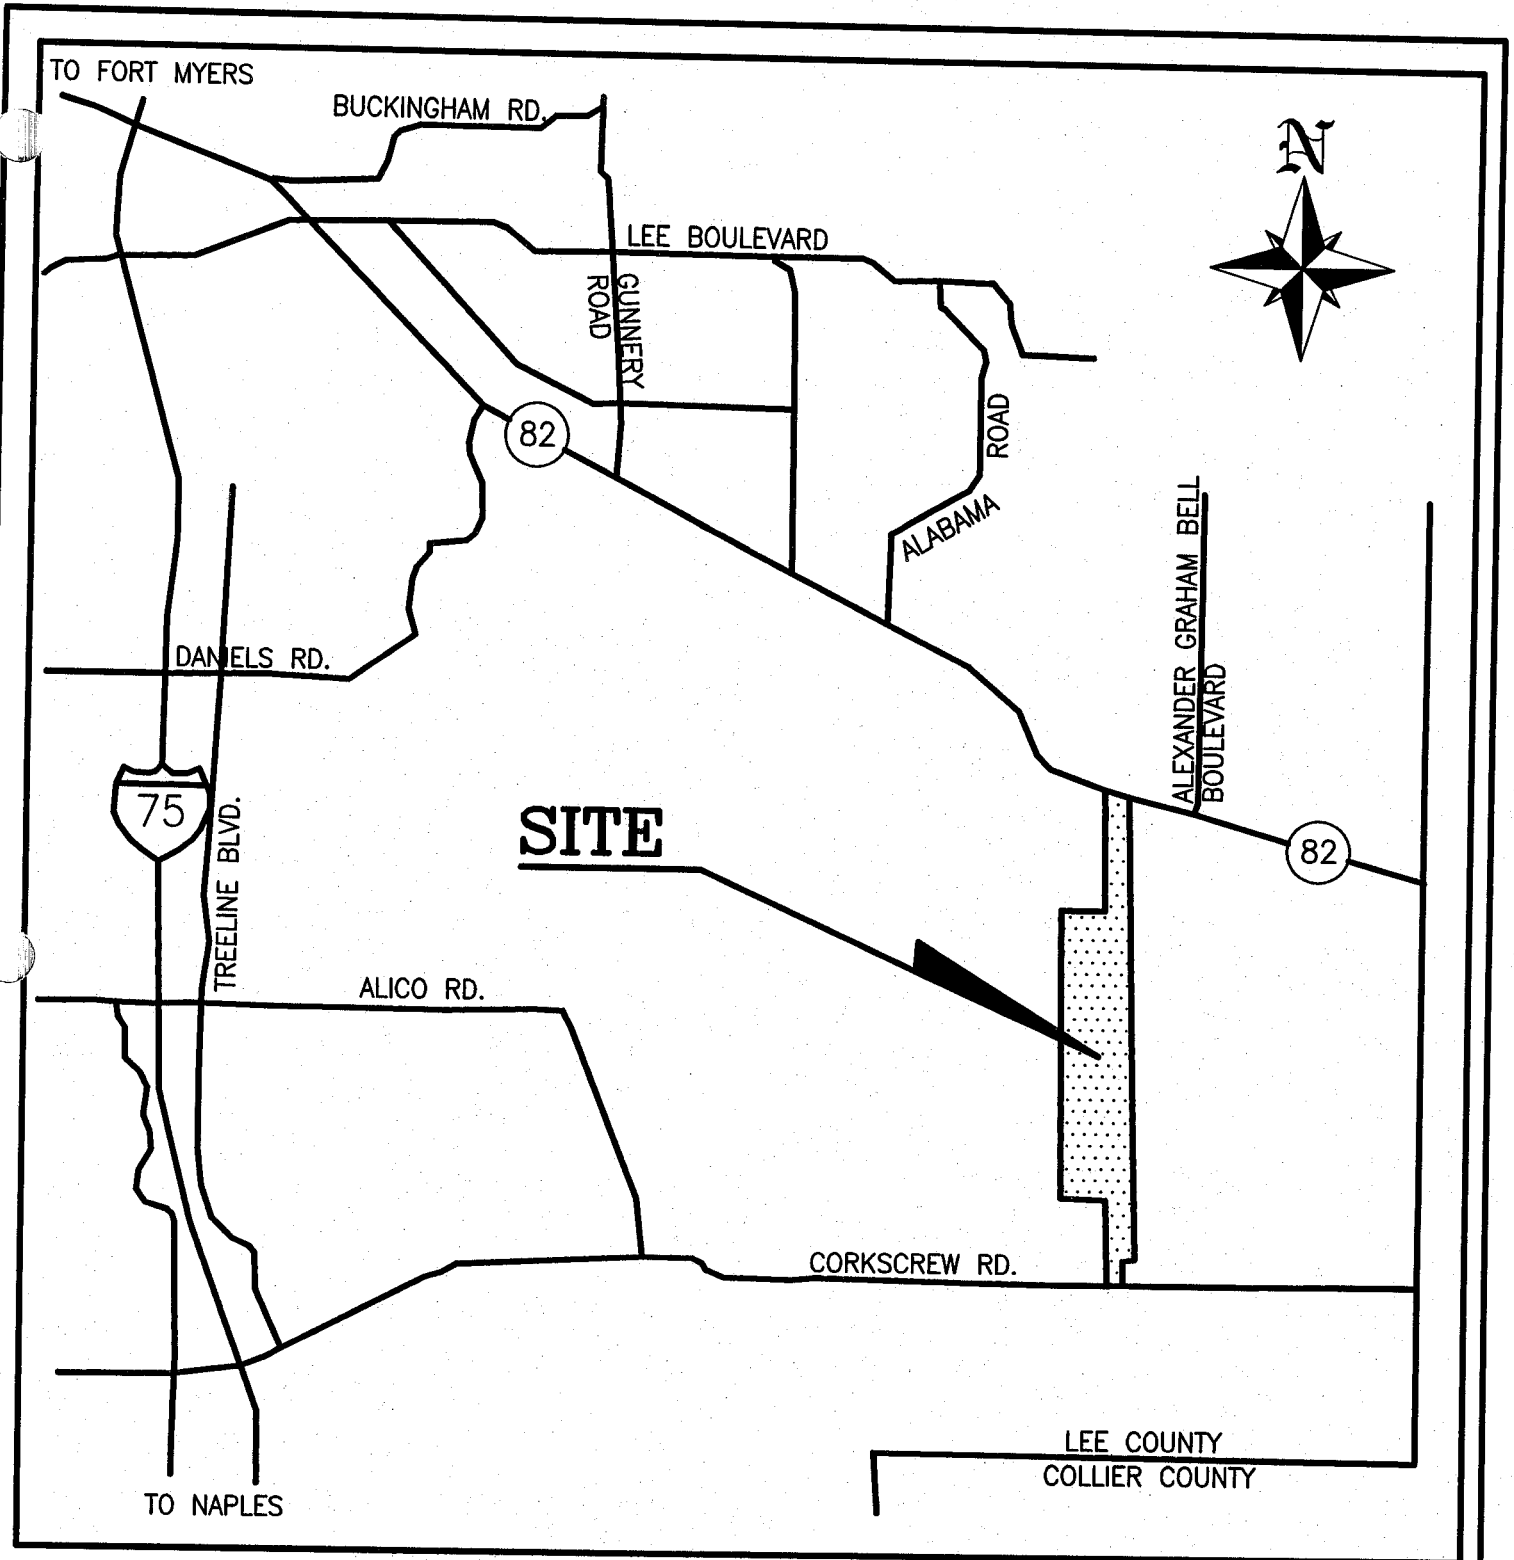 TO FORT MYERS
BUCKINGHAM RD.
N
LEE BOULEVARD
GUNNERY
ROAD
82
ROAD
ALABAMA
ALEXANDER GRAHAM BELL
BOULEVARD
DANIELS RD.
75
TREELINE BLVD.
SITE
82
ALICO RD.
CORKSCREW RD.
LEE COUNTY
COLLIER COUNTY
TO NAPLES